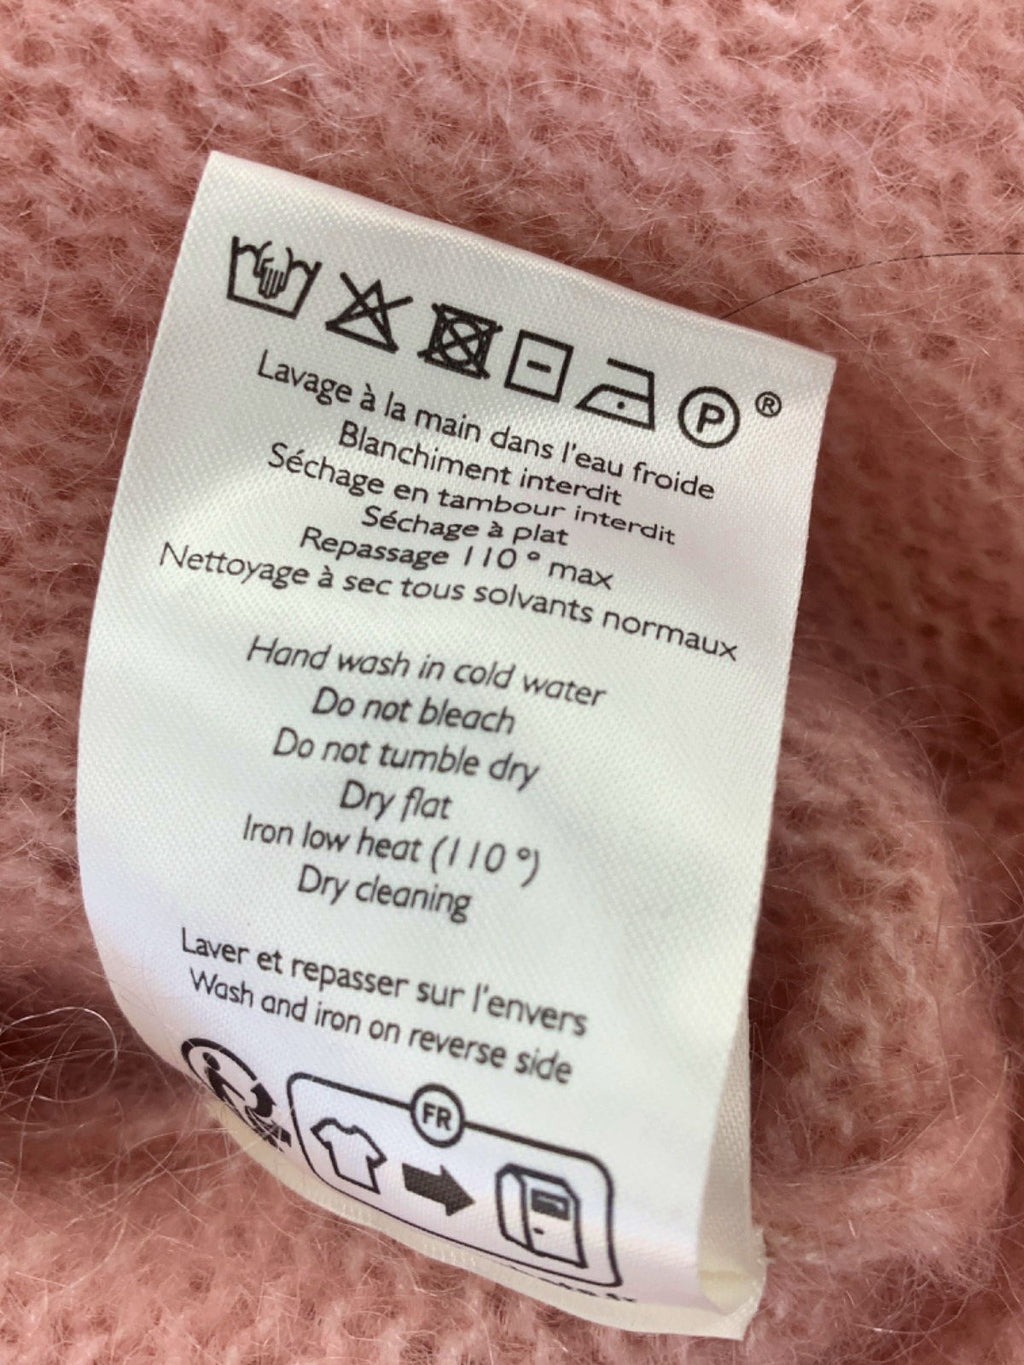 P ®
Lavage à la main dans l'eau froide
Blanchiment interdit
Séchage en tambour interdit
Séchage à plat
Repassage 110 ° max
Nettoyage à sec tous solvants normaux
Hand wash in cold water
Do not bleach
Do not tumble dry
Dry flat
Iron low heat (110 °)
Dry cleaning
Laver et repasser sur l'envers
Wash and iron on reverse side
FR